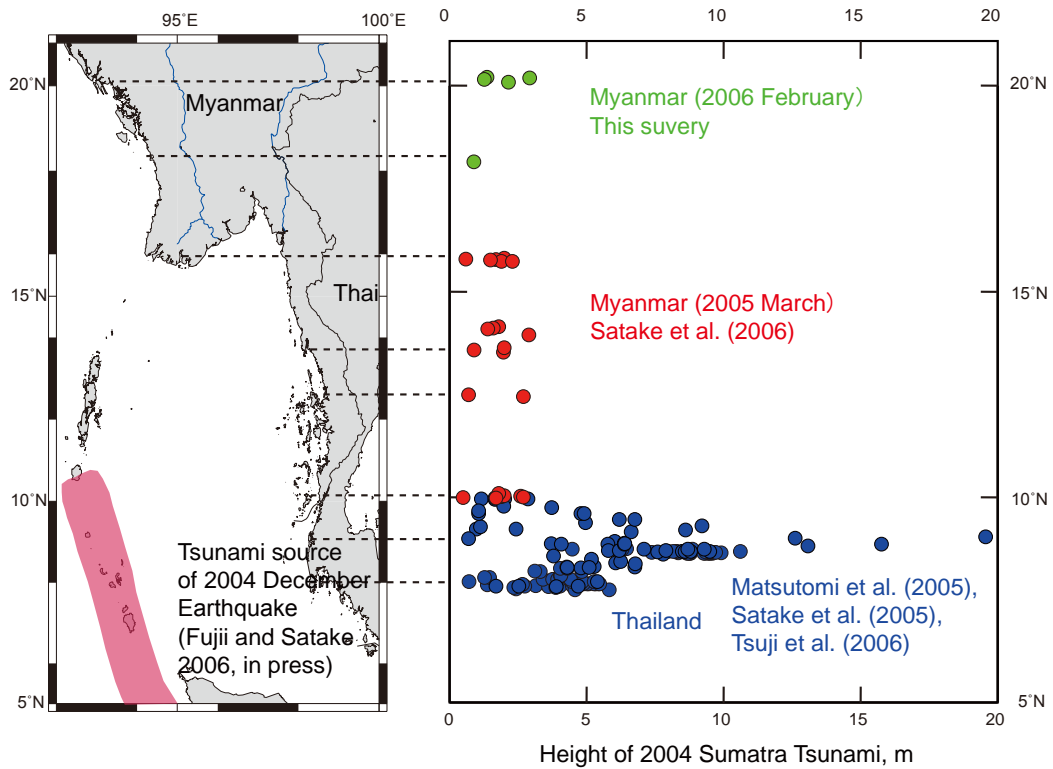 95˚E
100˚E
20˚N
15˚N
10˚N
5˚N
Myanmar
Thai
Tsunami source
of 2004 December
Earthquake
(Fujii and Satake
2006, in press)
0
5
10
15
20
20˚N
15˚N
10˚N
5˚N
Myanmar (2006 February）
This suvery
Myanmar (2005 March）
Satake et al. (2006)
Thailand
Matsutomi et al. (2005),
Satake et al. (2005),
Tsuji et al. (2006)
0
5
10
15
20
Height of 2004 Sumatra Tsunami, m